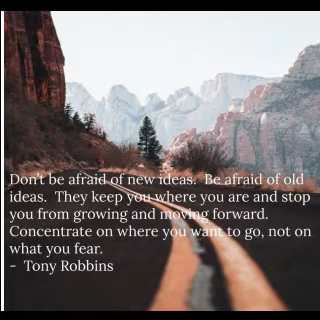 Don't be afraid of new ideas.  Be afraid of old
ideas.  They keep you where you are and stop
you from growing and moving forward.
Concentrate on where you want to go, not on
what you fear.
-  Tony Robbins